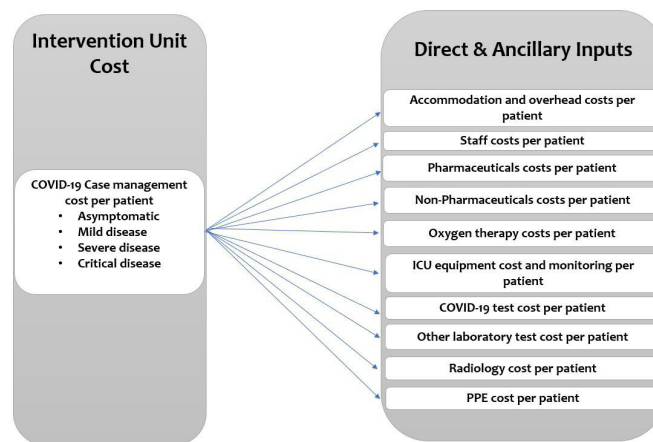 Intervention Unit
Cost
COVID-19 Case management
cost per patient
• Asymptomatic
• Mild disease
• Severe disease
• Critical disease
Direct & Ancillary Inputs
Accommodation and overhead costs per
patient
Staff costs per patient
Pharmaceuticals costs per patient
Non-Pharmaceuticals costs per patient
Oxygen therapy costs per patient
ICU equipment cost and monitoring per
patient
COVID-19 test cost per patient
Other laboratory test cost per patient
Radiology cost per patient
PPE cost per patient